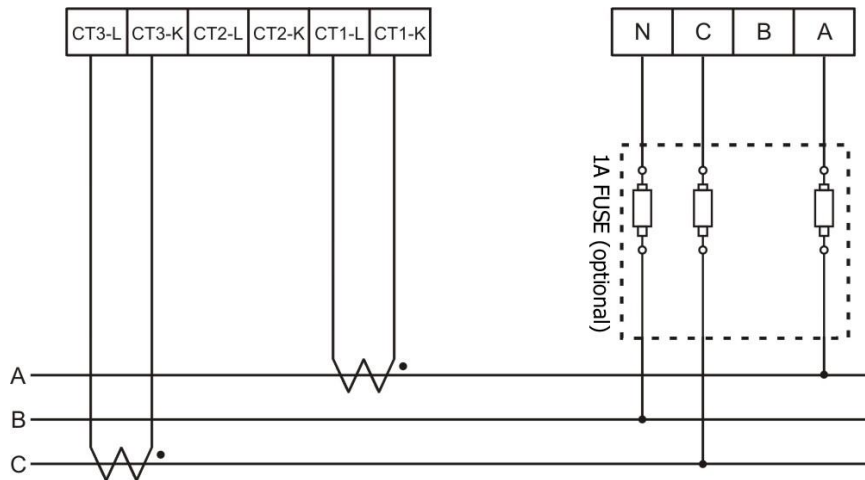 CT3-L CT3-K CT2-L CT2-K CT1-L CT1-K
N C B A
1A FUSE (optional)
A
B
C